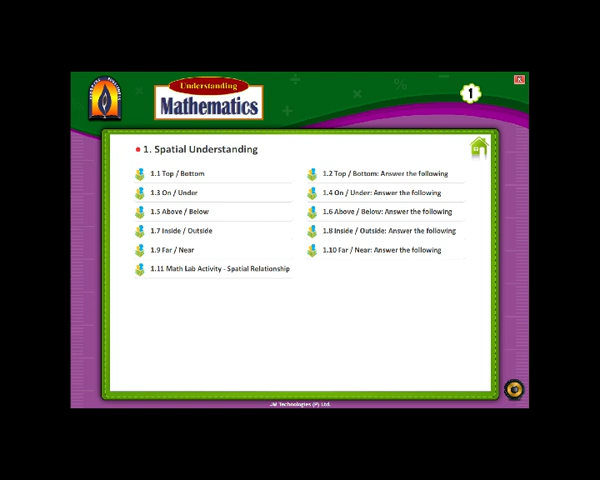 Understanding
Mathematics
1
1. Spatial Understanding
1.1 Top / Bottom
1.2 Top / Bottom: Answer the following
1.3 On / Under
1.4 On / Under: Answer the following
1.5 Above / Below
1.6 Above / Below: Answer the following
1.7 Inside / Outside
1.8 Inside / Outside: Answer the following
1.9 Far / Near
1.10 Far / Near: Answer the following
1.11 Math Lab Activity - Spatial Relationship
Technologies (P) Ltd.